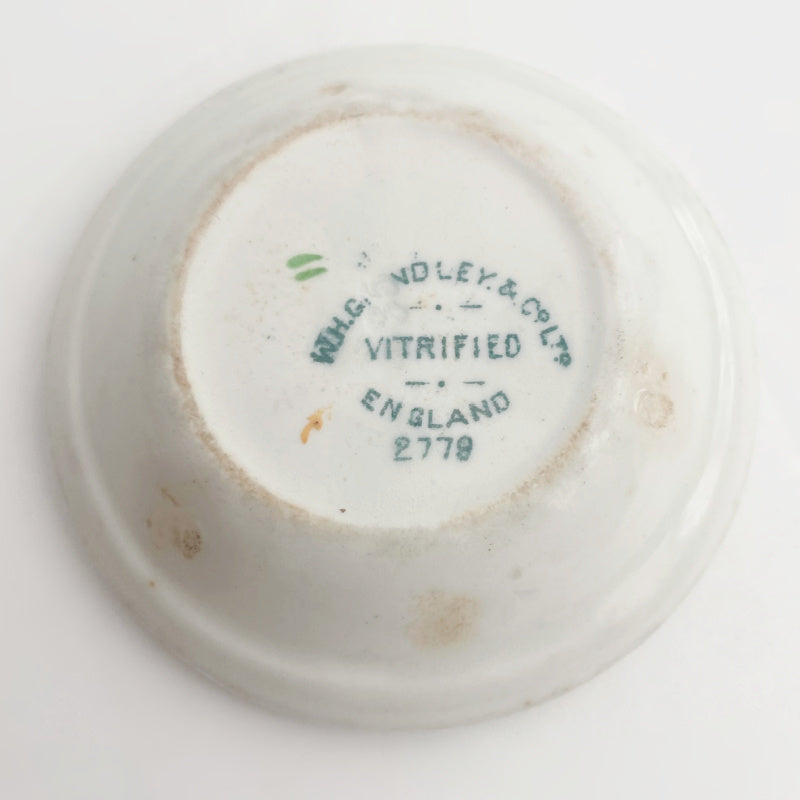 W.H.G NDLEY. & Co LTD
VITRIFIED
ENGLAND
2779